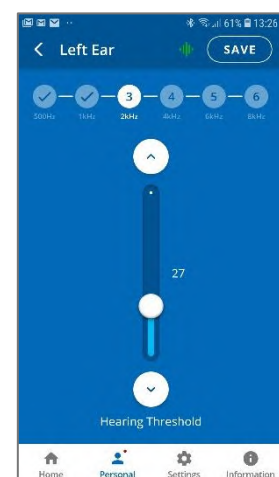 61% 13:26
Left Ear SAVE
3 4 5 6
500Hz 1kHz 2kHz 4kHz 6kHz 8kHz
27
Hearing Threshold
Home Personal Settings Information